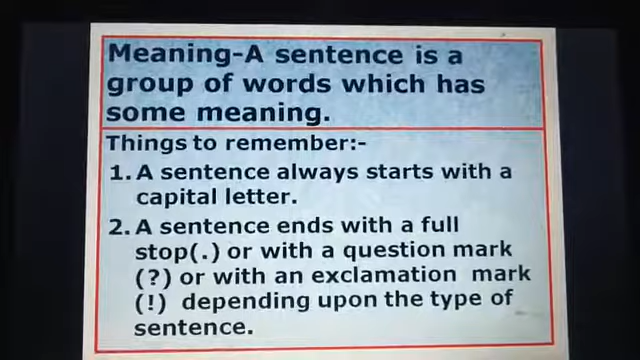 Meaning-A sentence is a
group of words which has
some meaning.
Things to remember:-
1. A sentence always starts with a
capital letter.
2. A sentence ends with a full
stop(.) or with a question mark
(?) or with an exclamation mark
(!) depending upon the type of
sentence.